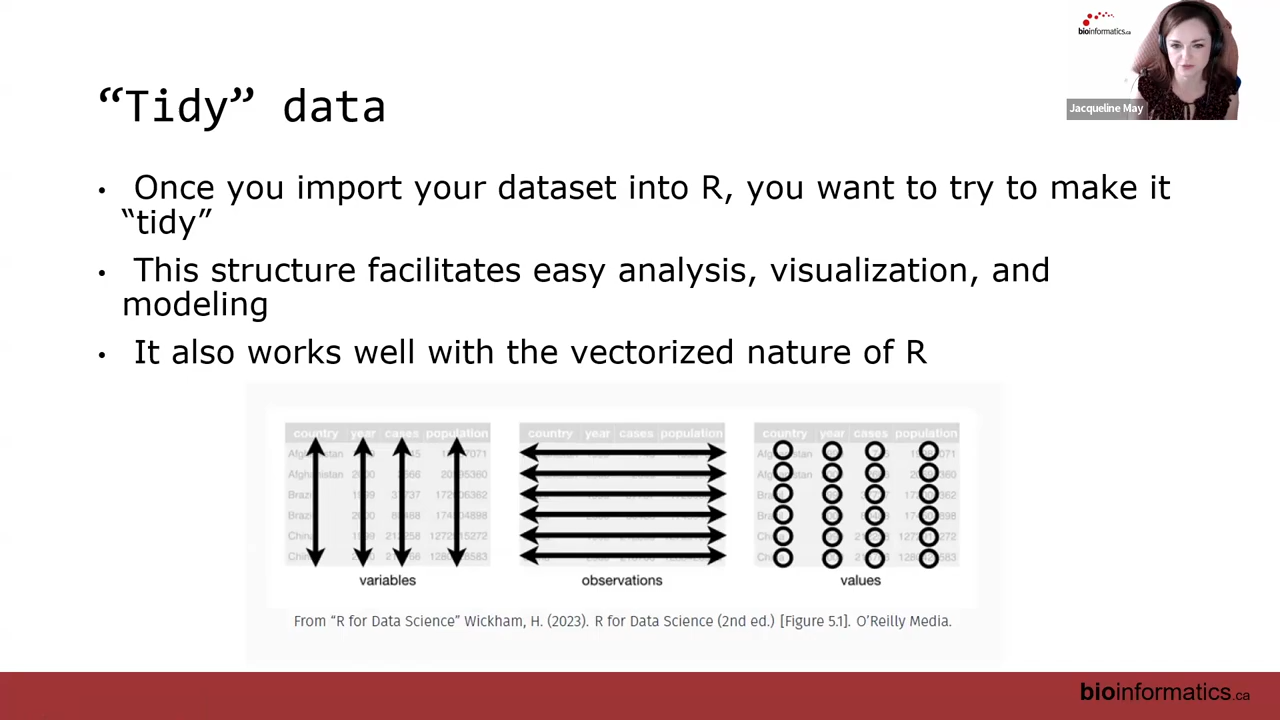 bioinformatics.ca
Jacqueline May
“Tidy” data
• Once you import your dataset into R, you want to try to make it
“tidy”
• This structure facilitates easy analysis, visualization, and
modeling
• It also works well with the vectorized nature of R
country year cases population
country year cases population
country year cases population
variables
observations
values
From “R for Data Science” Wickham, H. (2023). R for Data Science (2nd ed.) [Figure 5.1]. O’Reilly Media.
bioinformatics.ca